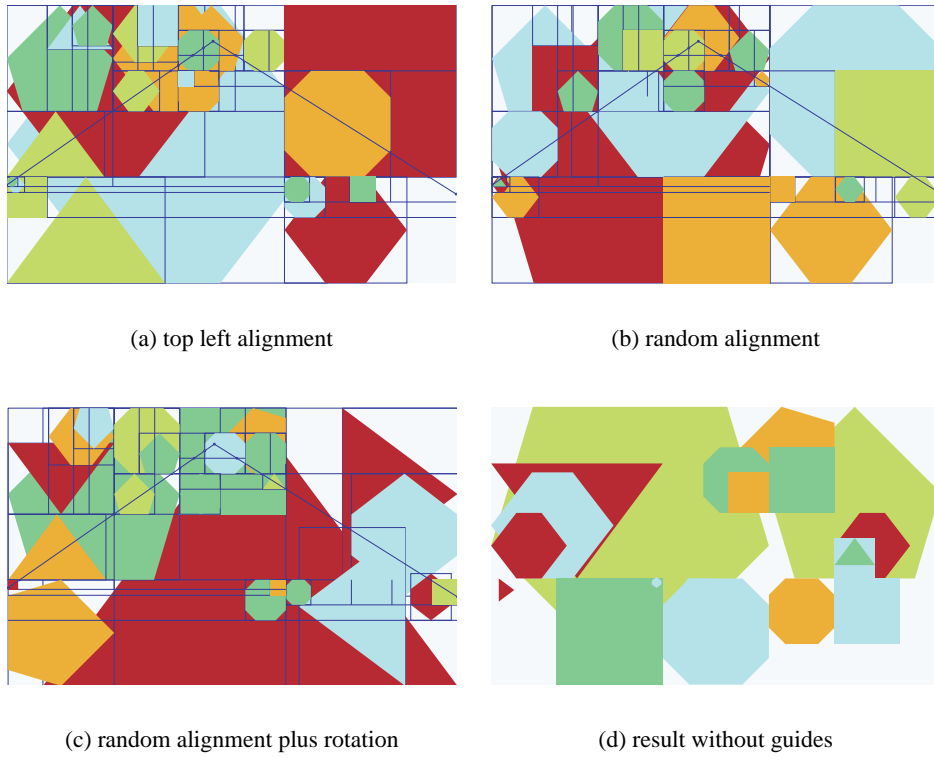 (a) top left alignment
(b) random alignment
(c) random alignment plus rotation
(d) result without guides